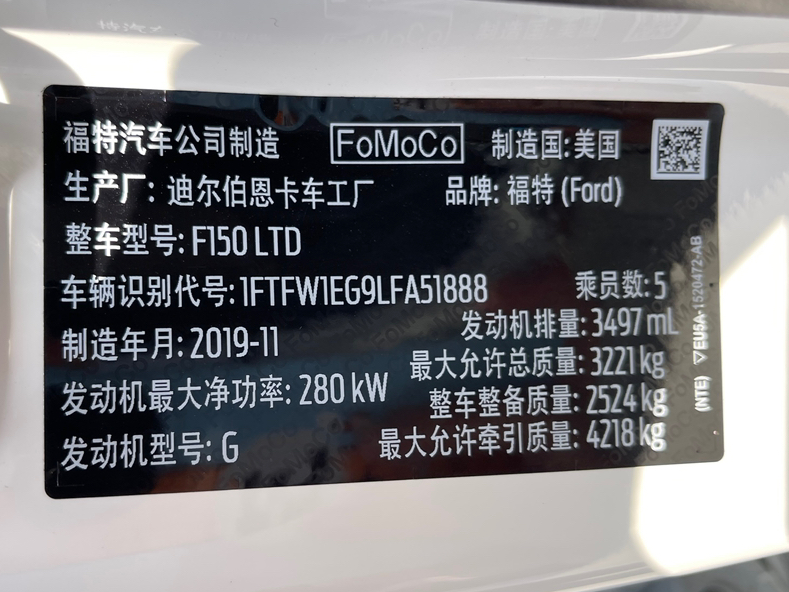 福特汽车公司制造 FoMoCo 制造国:美国
生产厂: 迪尔伯恩卡车工厂 品牌: 福特 (Ford)
整车型号: F150 LTD
车辆识别代号: 1FTFW1EG9LFA51888 乘员数: 5
制造年月: 2019-11 发动机排量: 3497 mL
最大允许总质量: 3221 kg
发动机最大净功率: 280 kW 整车整备质量: 2524 kg
发动机型号: G 最大允许牵引质量: 4218 kg
(NTE) ▽EU5A-1520472-AB